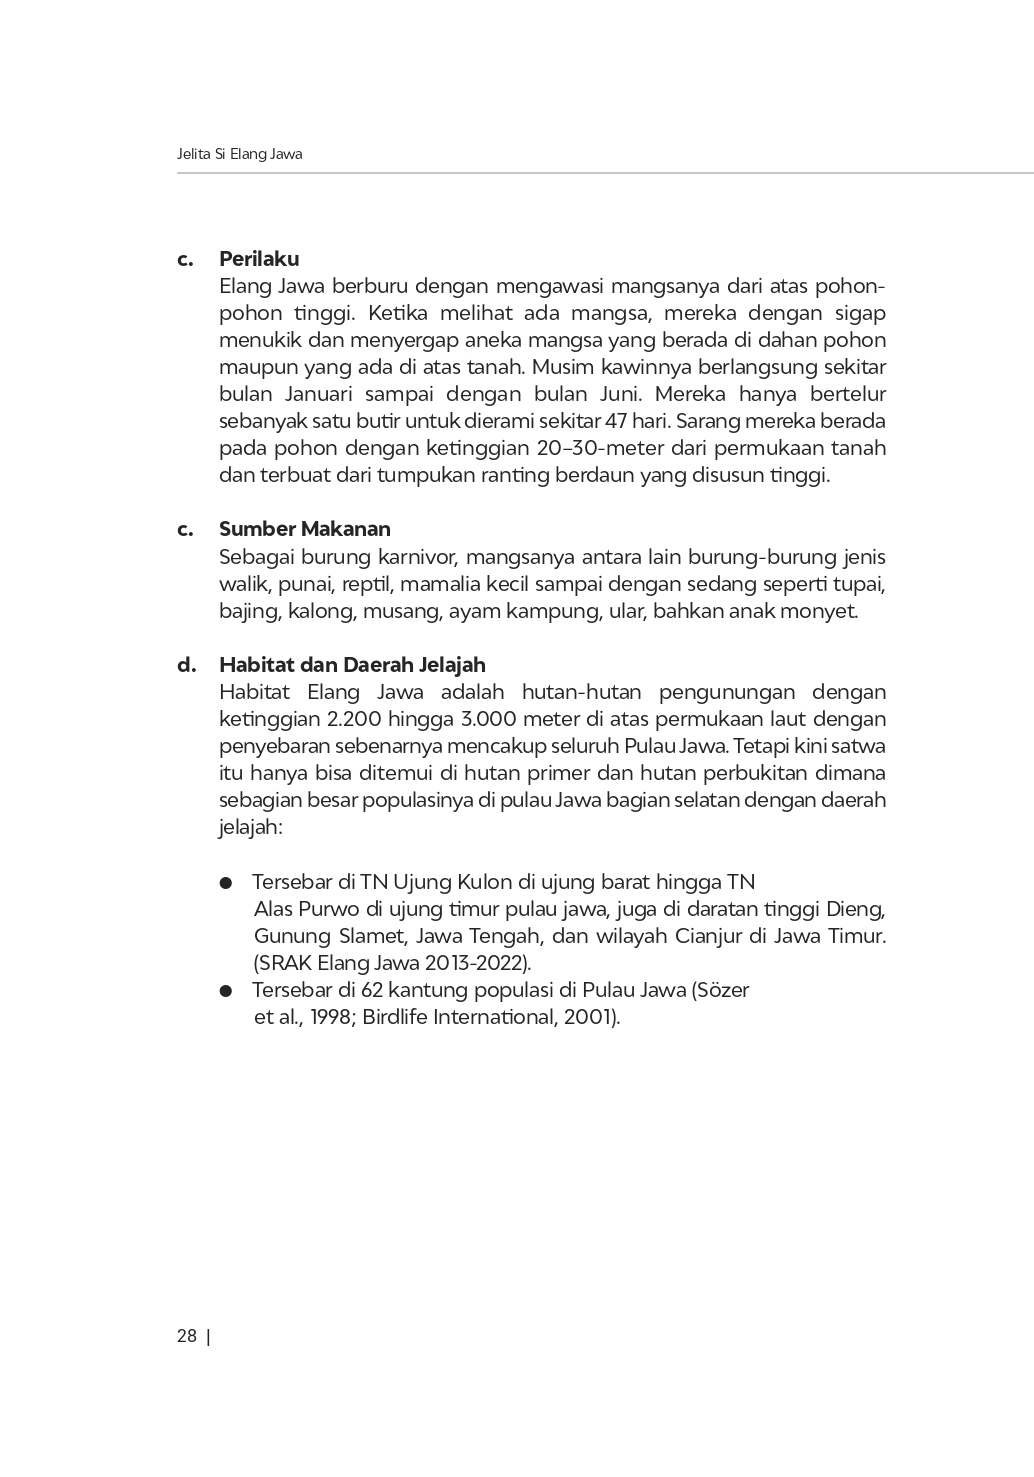 Jelita Si Elang Jawa
c. Perilaku
Elang Jawa berburu dengan mengawasi mangsanya dari atas pohon-
pohon tinggi. Ketika melihat ada mangsa, mereka dengan sigap
menukik dan menyergap aneka mangsa yang berada di dahan pohon
maupun yang ada di atas tanah. Musim kawinnya berlangsung sekitar
bulan Januari sampai dengan bulan Juni. Mereka hanya bertelur
sebanyak satu butir untuk dierami sekitar 47 hari. Sarang mereka berada
pada pohon dengan ketinggian 20–30-meter dari permukaan tanah
dan terbuat dari tumpukan ranting berdaun yang disusun tinggi.
c. Sumber Makanan
Sebagai burung karnivor, mangsanya antara lain burung-burung jenis
walik, punai, reptil, mamalia kecil sampai dengan sedang seperti tupai,
bajing, kalong, musang, ayam kampung, ular, bahkan anak monyet.
d. Habitat dan Daerah Jelajah
Habitat Elang Jawa adalah hutan-hutan pengunungan dengan
ketinggian 2.200 hingga 3.000 meter di atas permukaan laut dengan
penyebaran sebenarnya mencakup seluruh Pulau Jawa. Tetapi kini satwa
itu hanya bisa ditemui di hutan primer dan hutan perbukitan dimana
sebagian besar populasinya di pulau Jawa bagian selatan dengan daerah
jelajah:
● Tersebar di TN Ujung Kulon di ujung barat hingga TN
Alas Purwo di ujung timur pulau jawa, juga di daratan tinggi Dieng,
Gunung Slamet, Jawa Tengah, dan wilayah Cianjur di Jawa Timur.
(SRAK Elang Jawa 2013-2022).
● Tersebar di 62 kantung populasi di Pulau Jawa (Sözer
et al., 1998; Birdlife International, 2001).
28 |